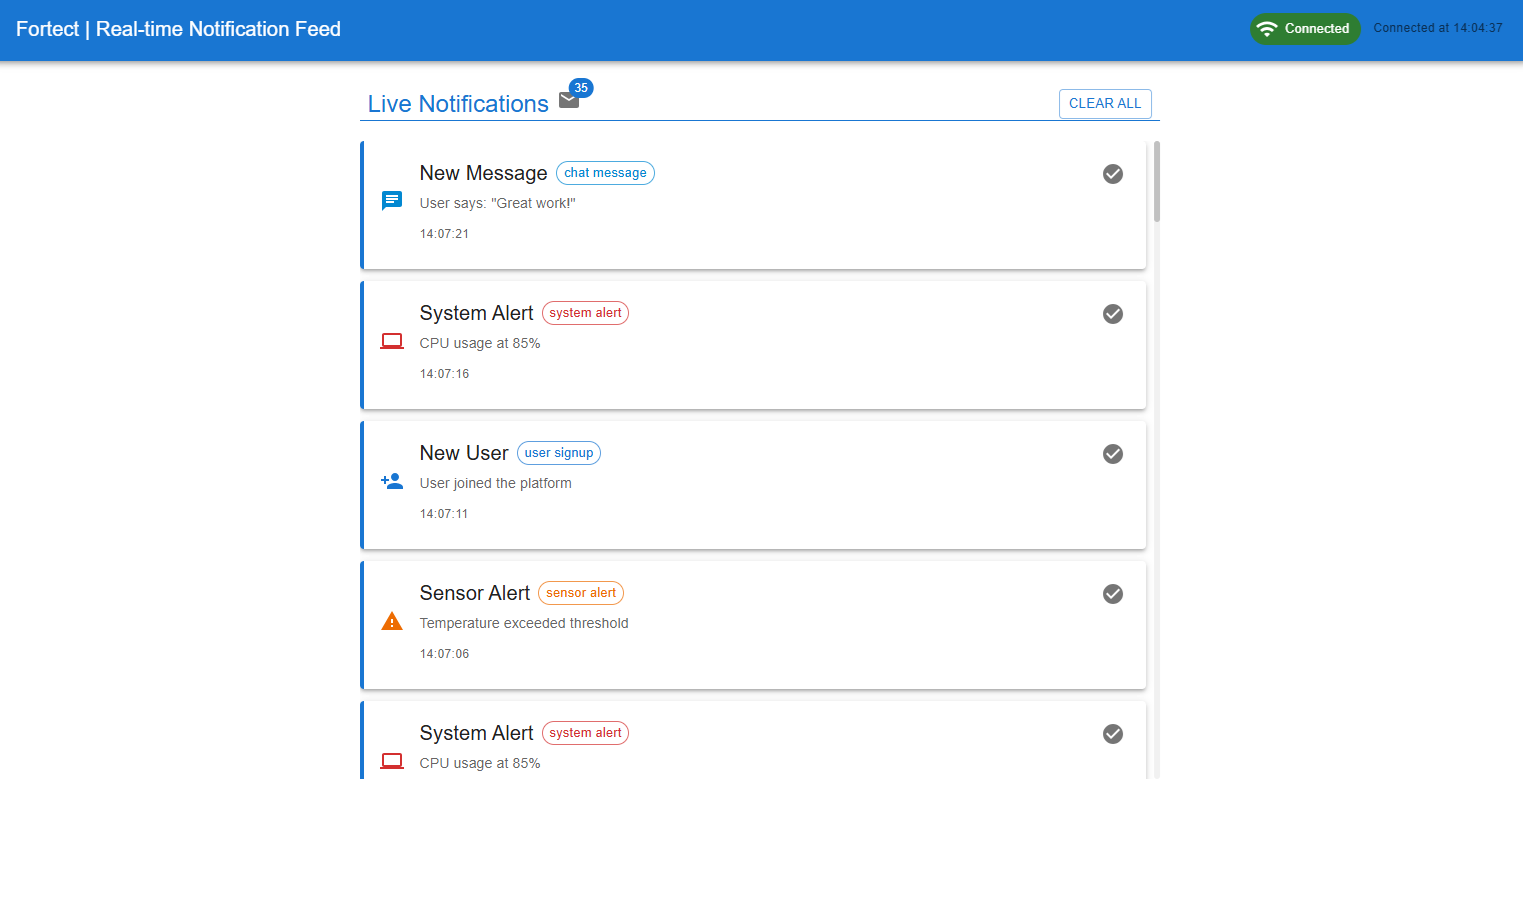 Fortect | Real-time Notification Feed
Connected
Connected at 14:04:37
Live Notifications
35
CLEAR ALL
New Message
chat message
User says: "Great work!"
14:07:21
System Alert
system alert
CPU usage at 85%
14:07:16
New User
user signup
User joined the platform
14:07:11
Sensor Alert
sensor alert
Temperature exceeded threshold
14:07:06
System Alert
system alert
CPU usage at 85%